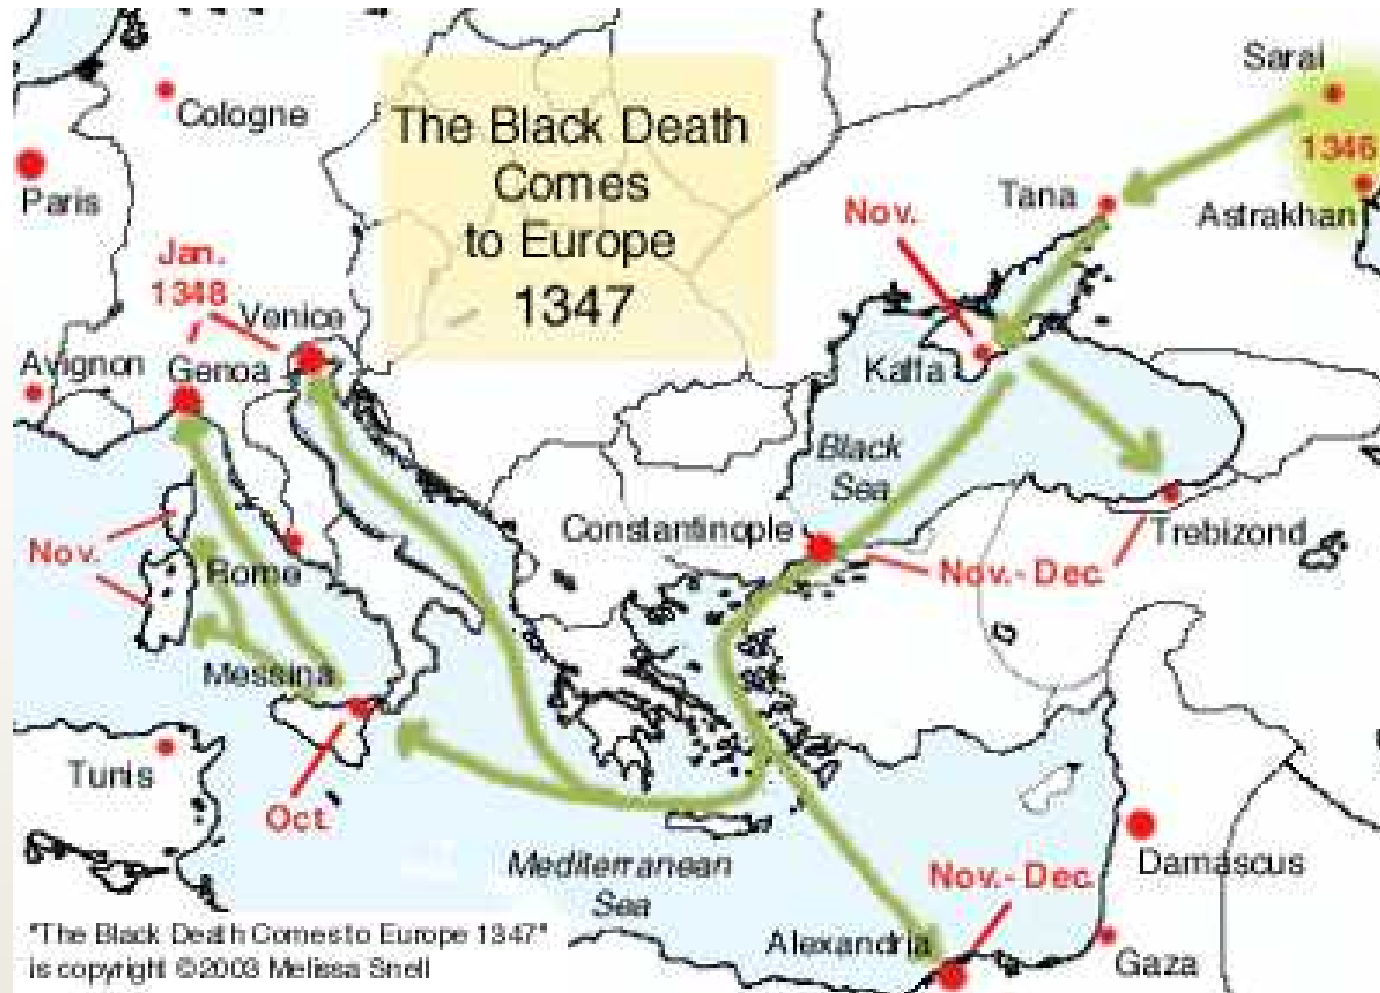 The Black Death
Comes
to Europe
1347
Sarai
1346
Astrakhan
Tana
Nov.
Kaffa
Black
Sea
Trebizond
Constantinople
Nov.- Dec.
Cologne
Paris
Jan.
1348
Venice
Avignon
Genoa
Nov.
Rome
Messina
Tunis
Oct.
Mediterranean
Sea
Nov.- Dec.
Damascus
Alexandria
Gaza
"The Black Death Comes to Europe 1347"
is copyright ©2003 Melissa Snell